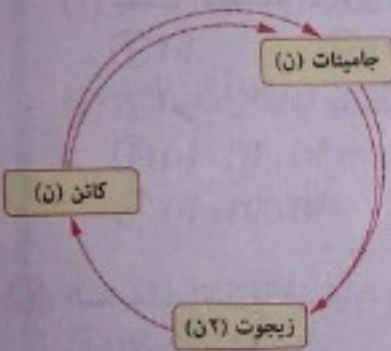 جاميتات (ن)
كائن (ن)
زيجوت (٢ن)